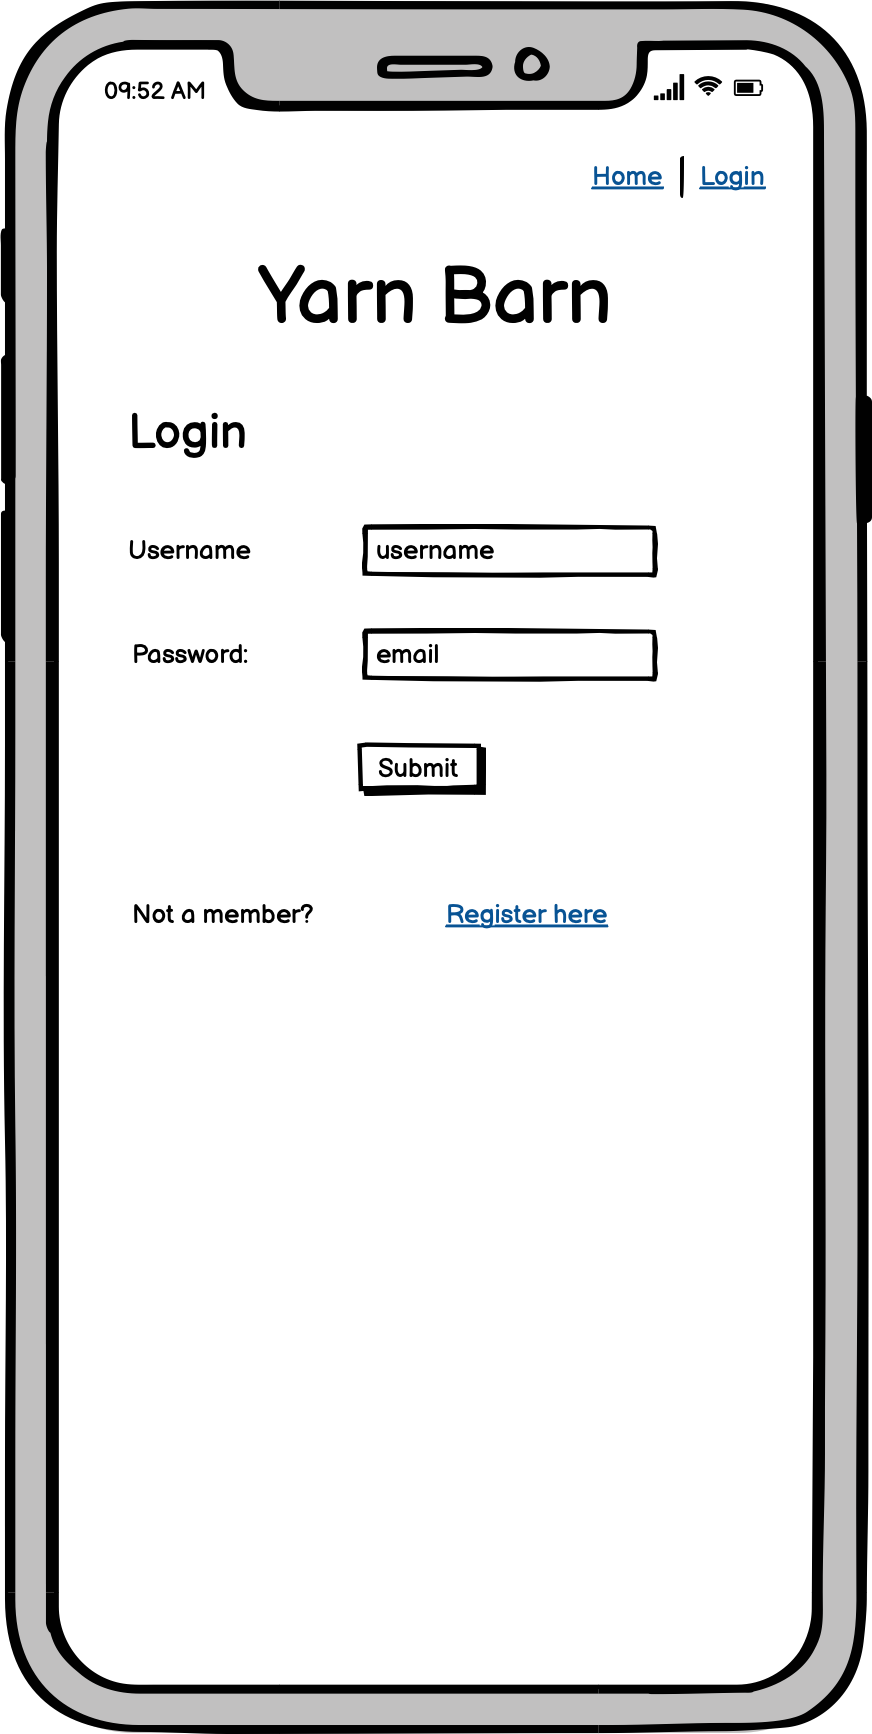 09:52 AM
Home | Login
Yarn Barn
Login
Username username
Password: email
Submit
Not a member? Register here